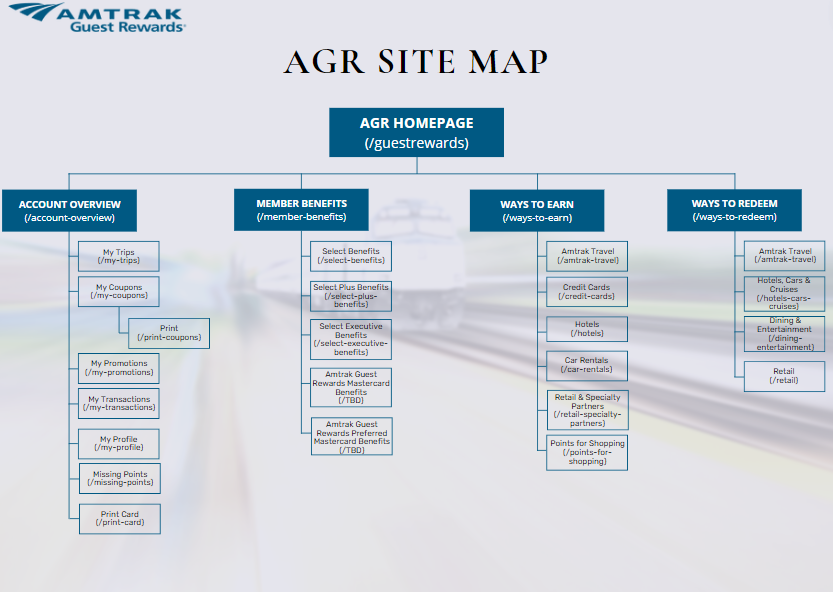 AMTRAK
Guest Rewards
AGR SITE MAP
AGR HOMEPAGE
(/guestrewards)
ACCOUNT OVERVIEW
(/account-overview)
My Trips
(/my-trips)
My Coupons
(/my-coupons)
Print
(/print-coupons)
My Promotions
(/my-promotions)
My Transactions
(/my-transactions)
My Profile
(/my-profile)
Missing Points
(/missing-points)
Print Card
(/print-card)
MEMBER BENEFITS
(/member-benefits)
Select Benefits
(/select-benefits)
Select Plus Benefits
(/select-plus-
benefits)
Select Executive
Benefits
(/select-executive-
benefits)
Amtrak Guest
Rewards Mastercard
Benefits
(/TBD)
Amtrak Guest
Rewards Preferred
Mastercard Benefits
(/TBD)
WAYS TO EARN
(/ways-to-earn)
Amtrak Travel
(/amtrak-travel)
Credit Cards
(/credit-cards)
Hotels
(/hotels)
Car Rentals
(/car-rentals)
Retail & Specialty
Partners
(/retail-specialty-
partners)
Points for Shopping
(/points-for-
shopping)
WAYS TO REDEEM
(/ways-to-redeem)
Amtrak Travel
(/amtrak-travel)
Hotels, Cars &
Cruises
(/hotels-cars-
cruises)
Dining &
Entertainment
(/dining-
entertainment)
Retail
(/retail)